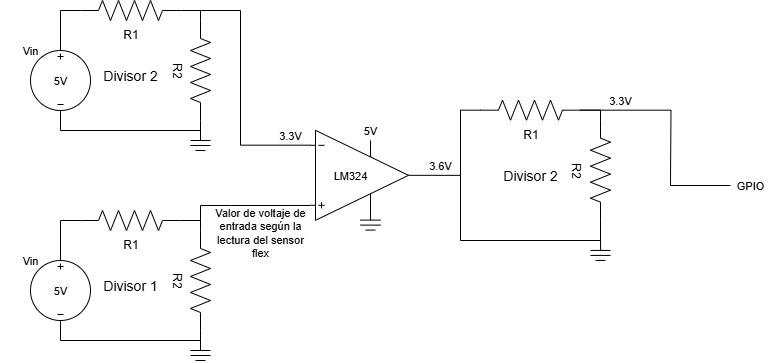 R1
Vin
+
5V
−
Divisor 2
R2
3.3V
−
5V
LM324
+
3.6V
R1
3.3V
Divisor 2
R2
GPIO
Valor de voltaje de
entrada según la
lectura del sensor
flex
R1
Vin
+
5V
−
Divisor 1
R2